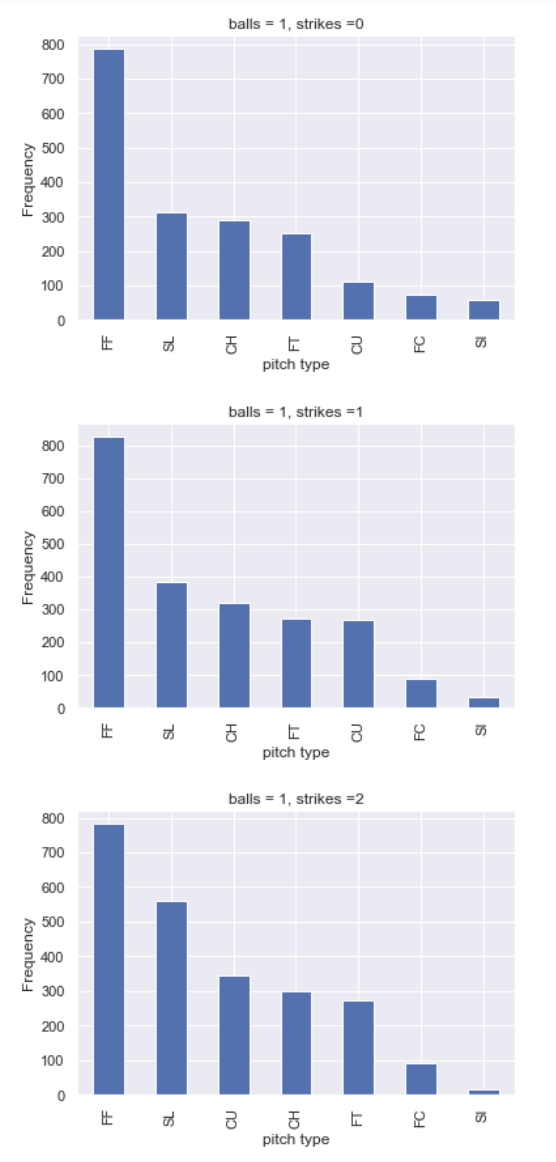 balls = 1, strikes =0
800
700
600
500
400
300
200
100
0
Frequency
FF SL CH FT CU FC SI
pitch type
balls = 1, strikes =1
800
700
600
500
400
300
200
100
0
Frequency
FF SL CH FT CU FC SI
pitch type
balls = 1, strikes =2
800
700
600
500
400
300
200
100
0
Frequency
FF SL CU CH FT FC SI
pitch type